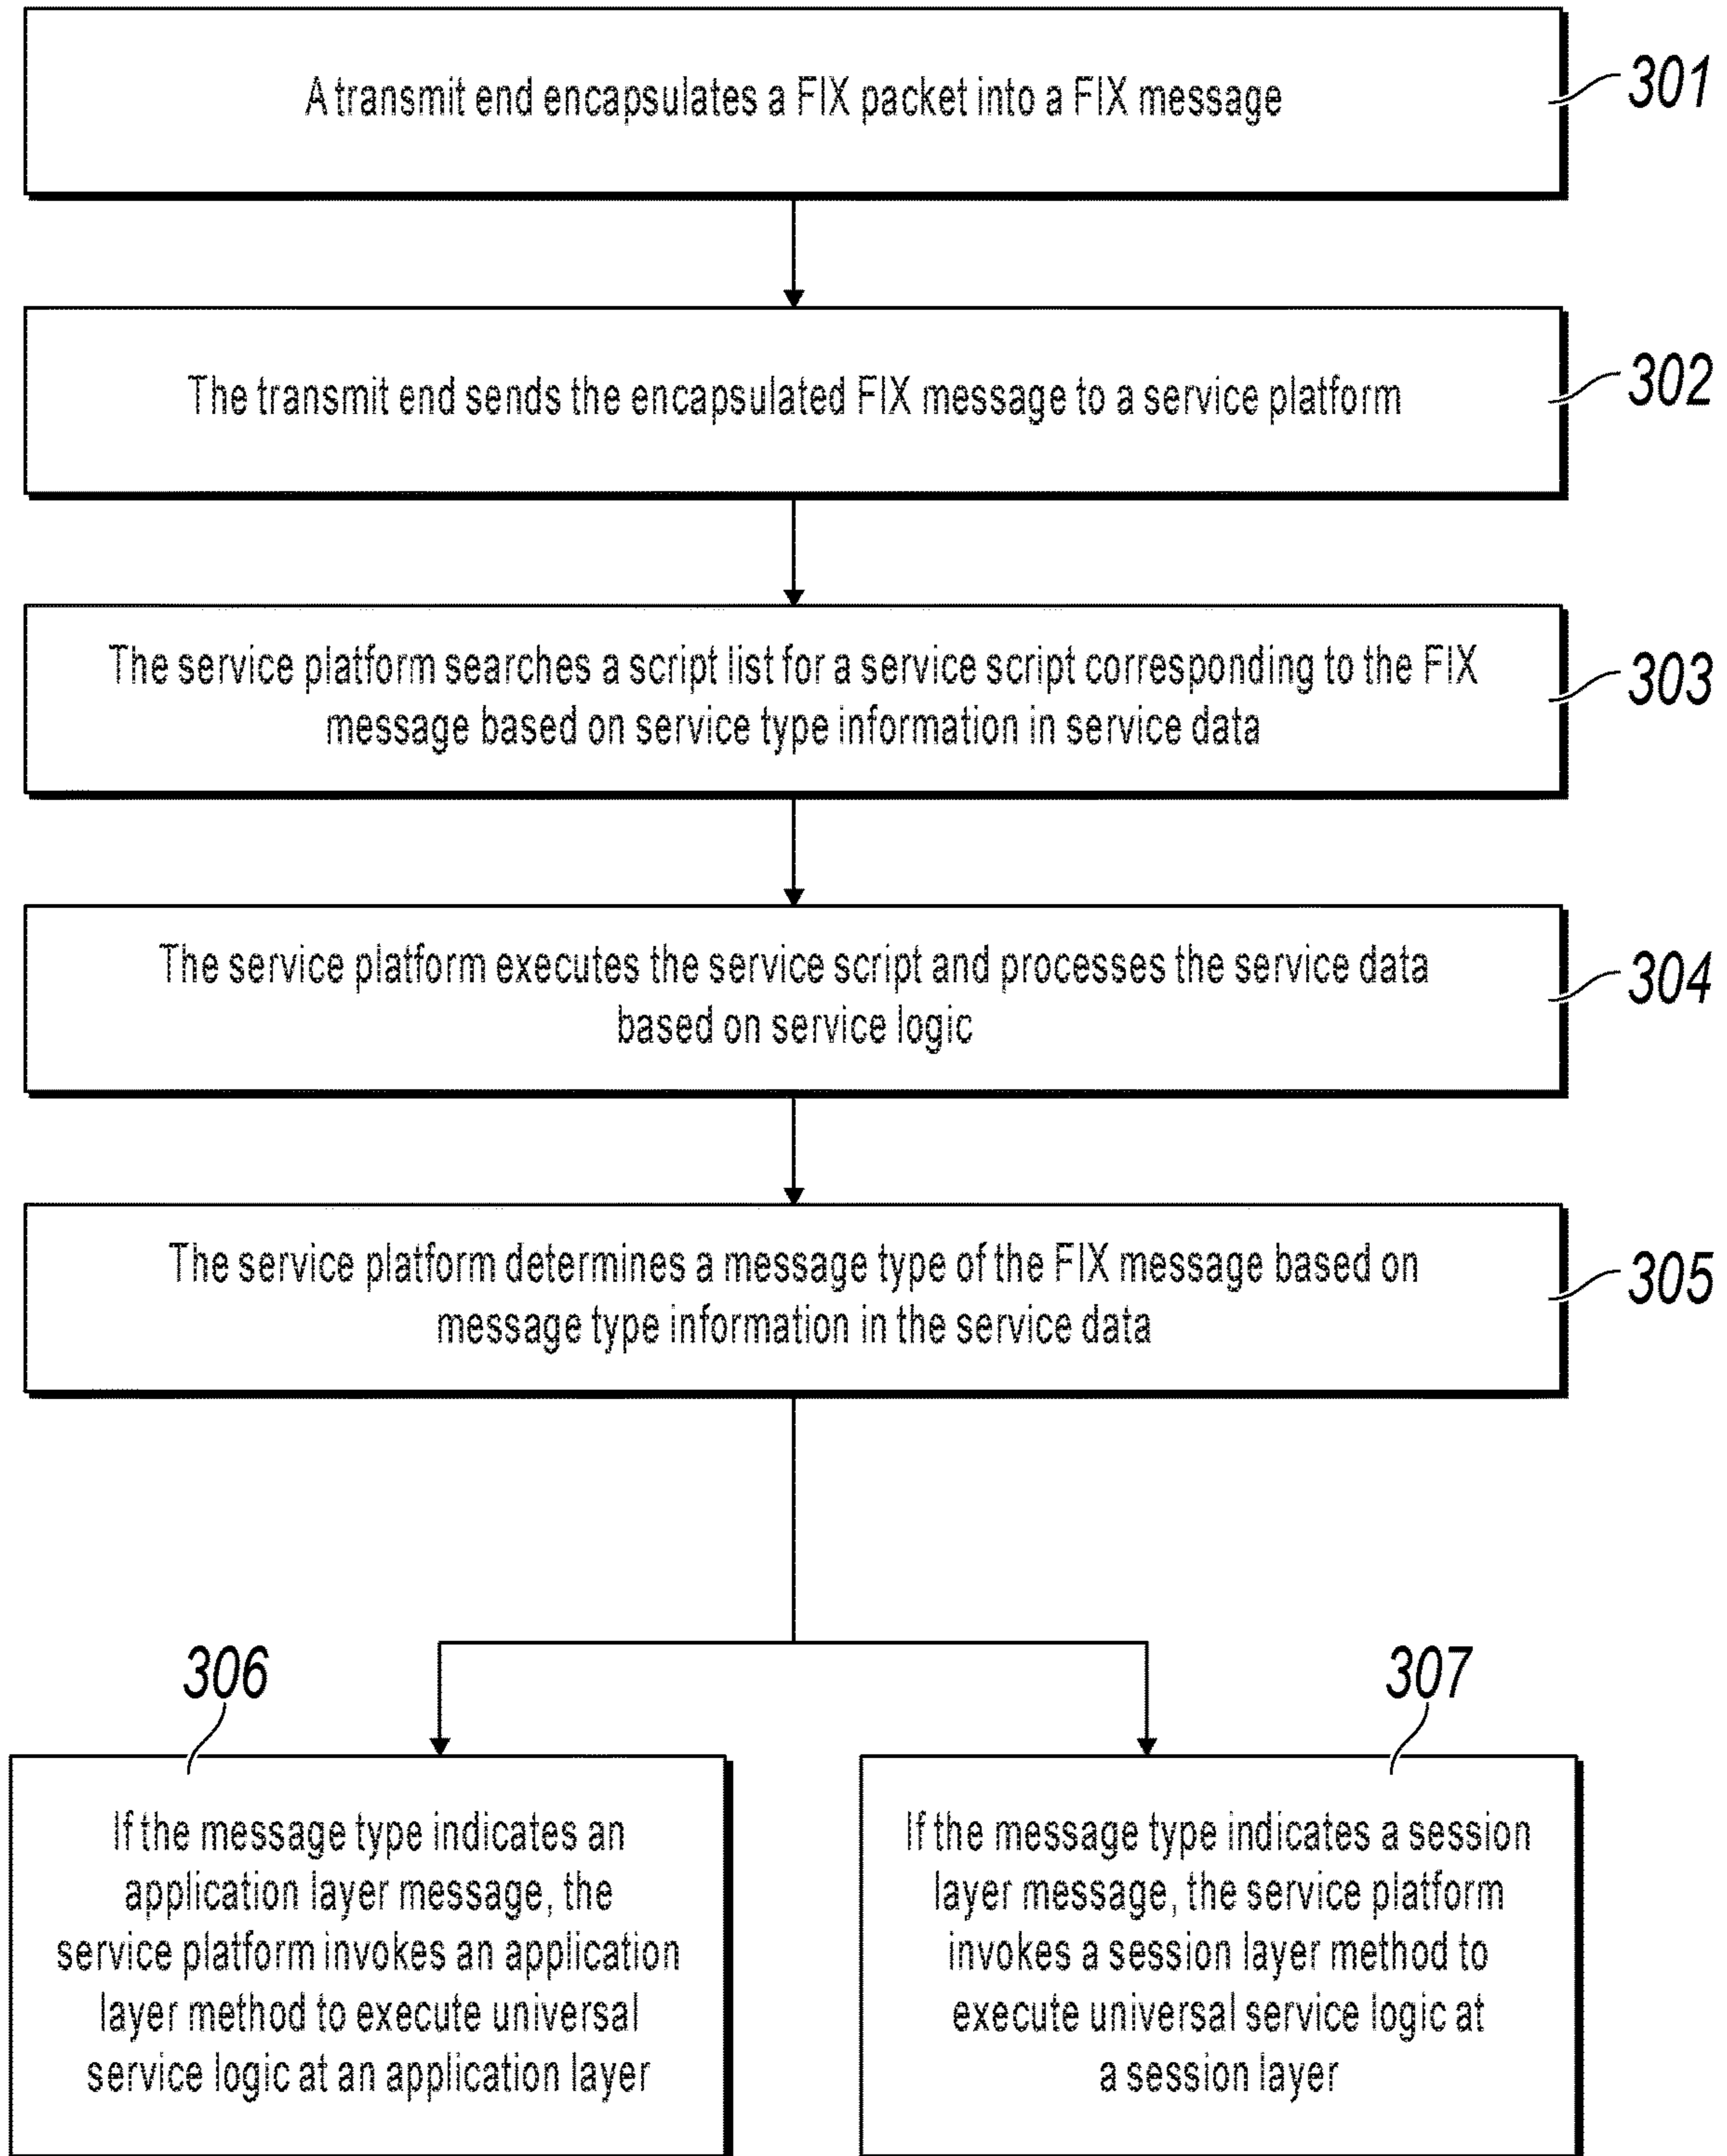 A transmit end encapsulates a FIX packet into a FIX message
301
The transmit end sends the encapsulated FIX message to a service platform
302
The service platform searches a script list for a service script corresponding to the FIX
message based on service type information in service data
303
The service platform executes the service script and processes the service data
based on service logic
304
The service platform determines a message type of the FIX message based on
message type information in the service data
305
306
If the message type indicates an
application layer message, the
service platform invokes an application
layer method to execute universal
service logic at an application layer
307
If the message type indicates a session
layer message, the service platform
invokes a session layer method to
execute universal service logic at
a session layer